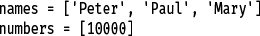 names = ['Peter', 'Paul', 'Mary']
numbers = [10000]